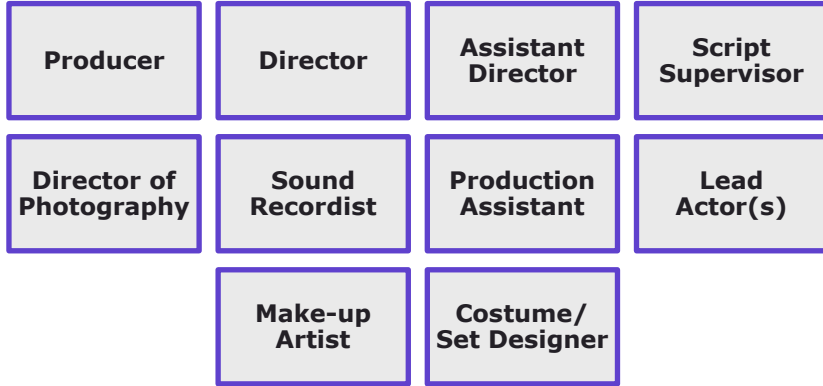 Producer
Director
Assistant
Director
Script
Supervisor
Director of
Photography
Sound
Recordist
Production
Assistant
Lead
Actor(s)
Make-up
Artist
Costume/
Set Designer